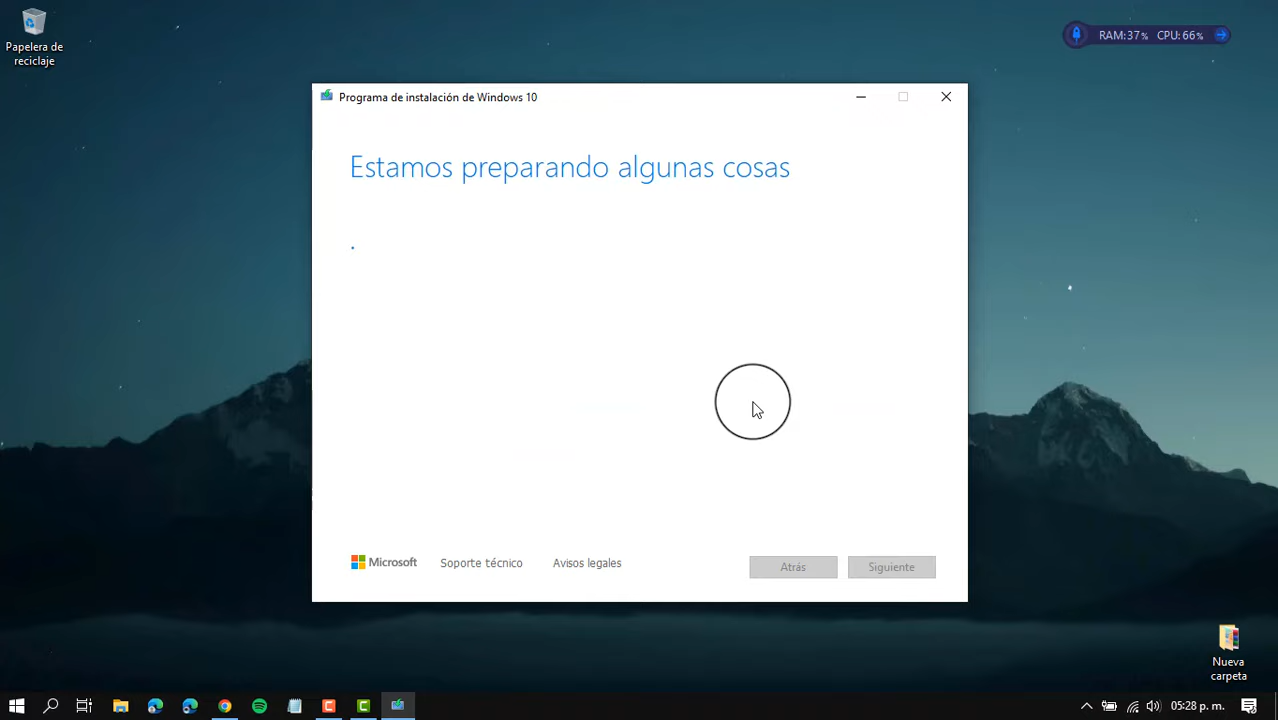 Papelera de
reciclaje
RAM:37% CPU:66%
Programa de instalación de Windows 10
Estamos preparando algunas cosas
Microsoft
Soporte técnico
Avisos legales
Atrás
Siguiente
Nueva
carpeta
05:28 p. m.